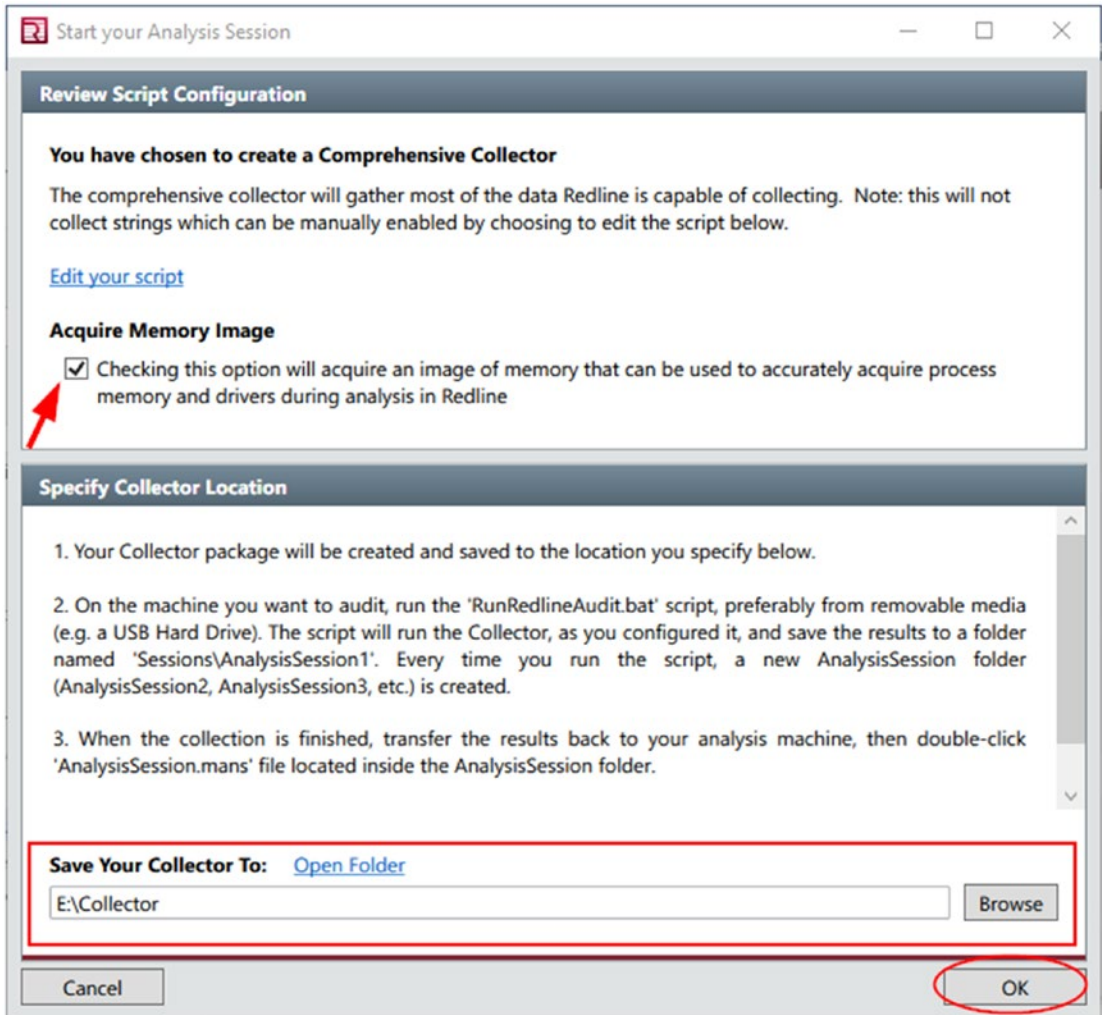 Start your Analysis Session
Review Script Configuration
You have chosen to create a Comprehensive Collector
The comprehensive collector will gather most of the data Redline is capable of collecting.  Note: this will not
collect strings which can be manually enabled by choosing to edit the script below.
Edit your script
Acquire Memory Image
Checking this option will acquire an image of memory that can be used to accurately acquire process
memory and drivers during analysis in Redline
Specify Collector Location
1. Your Collector package will be created and saved to the location you specify below.
2. On the machine you want to audit, run the 'RunRedlineAudit.bat' script, preferably from removable media
(e.g. a USB Hard Drive). The script will run the Collector, as you configured it, and save the results to a folder
named 'Sessions\AnalysisSession1'. Every time you run the script, a new AnalysisSession folder
(AnalysisSession2, AnalysisSession3, etc.) is created.
3. When the collection is finished, transfer the results back to your analysis machine, then double-click
'AnalysisSession.mans' file located inside the AnalysisSession folder.
Save Your Collector To: Open Folder
E:\Collector Browse
Cancel OK